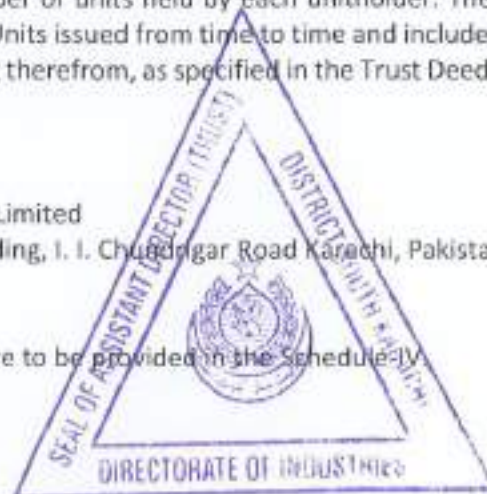 ber of units held by each unitholder. The
Units issued from time to time and include
therefrom, as specified in the Trust Deed
Limited
ding, I. I. Chundrigar Road Karachi, Pakista
e to be provided in the Schedule-IV.
SEAL OF ASSISTANT DIRECTOR (TRUST)
DISTRICT SOUTH KARACHI
DIRECTORATE OF INDUSTRIES